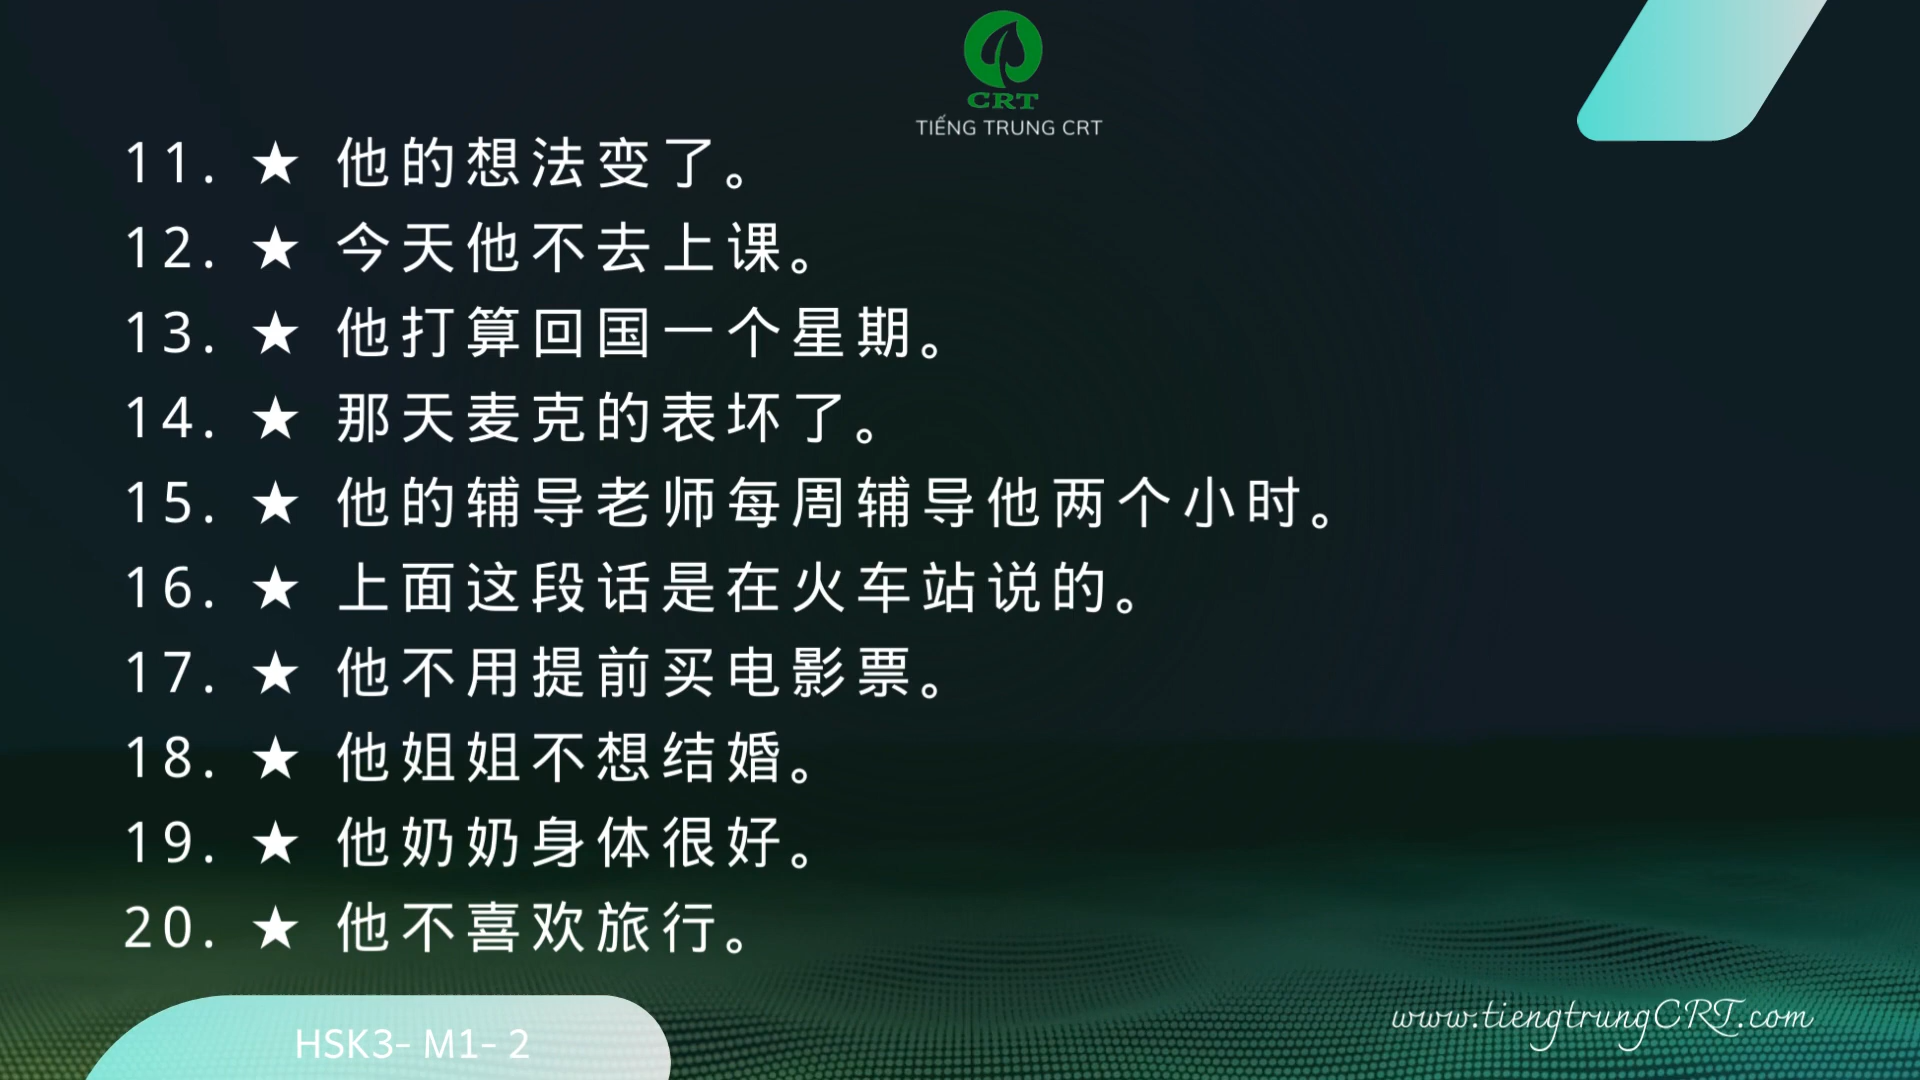 CRT
TIẾNG TRUNG CRT
11. ★ 他的想法变了。
12. ★ 今天他不去上课。
13. ★ 他打算回国一个星期。
14. ★ 那天麦克的表坏了。
15. ★ 他的辅导老师每周辅导他两个小时。
16. ★ 上面这段话是在火车站说的。
17. ★ 他不用提前买电影票。
18. ★ 他姐姐不想结婚。
19. ★ 他奶奶身体很好。
20. ★ 他不喜欢旅行。
HSK3- M1- 2
www.tiengtrungCRT.com